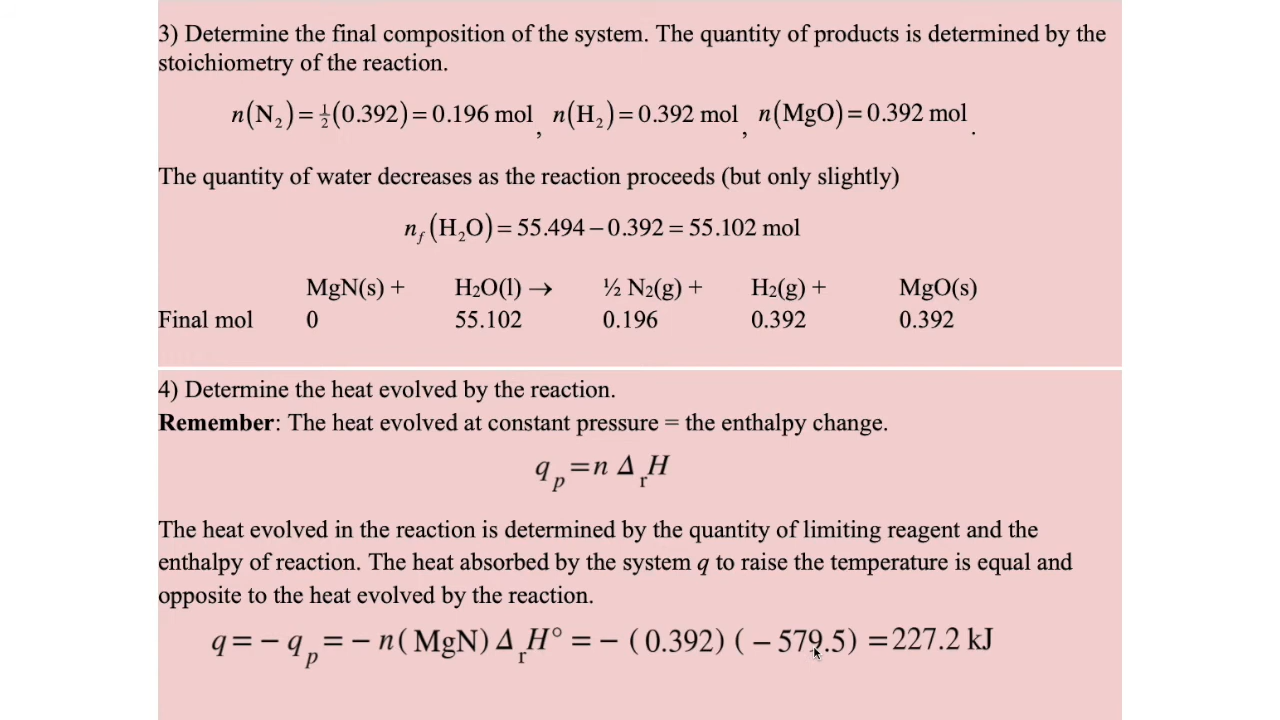 3) Determine the final composition of the system. The quantity of products is determined by the
stoichiometry of the reaction.
n(N₂)=½(0.392)=0.196 mol, n(H₂)=0.392 mol, n(MgO)=0.392 mol.
The quantity of water decreases as the reaction proceeds (but only slightly)
n_f(H₂O)=55.494−0.392=55.102 mol
MgN(s) + H₂O(l) → ½ N₂(g) + H₂(g) + MgO(s)
Final mol 0 55.102 0.196 0.392 0.392
4) Determine the heat evolved by the reaction.
Remember: The heat evolved at constant pressure = the enthalpy change.
q_p=n Δ_rH
The heat evolved in the reaction is determined by the quantity of limiting reagent and the
enthalpy of reaction. The heat absorbed by the system q to raise the temperature is equal and
opposite to the heat evolved by the reaction.
q=−q_p=−n(MgN)Δ_rH°=−(0.392)(−579.5)=227.2 kJ